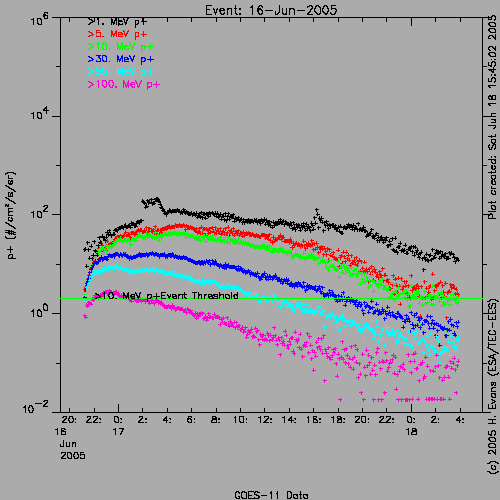 Event: 16-Jun-2005
>1. MeV p+
>5. MeV p+
>10. MeV p+
>30. MeV p+
>50. MeV p+
>100. MeV p+
10^6
10^4
10^2
10^0
10^-2
p+ (#/cm²/s/sr)
>10. MeV p+Event Threshold
20: 22: 0: 2: 4: 6: 8: 10: 12: 14: 16: 18: 20: 22: 0: 2: 4:
16 17 18
Jun
2005
GOES-11 Data
Plot created: Sat Jun 18 15:45:02 2005
(c) 2005 H. Evans (ESA/TEC-EES)